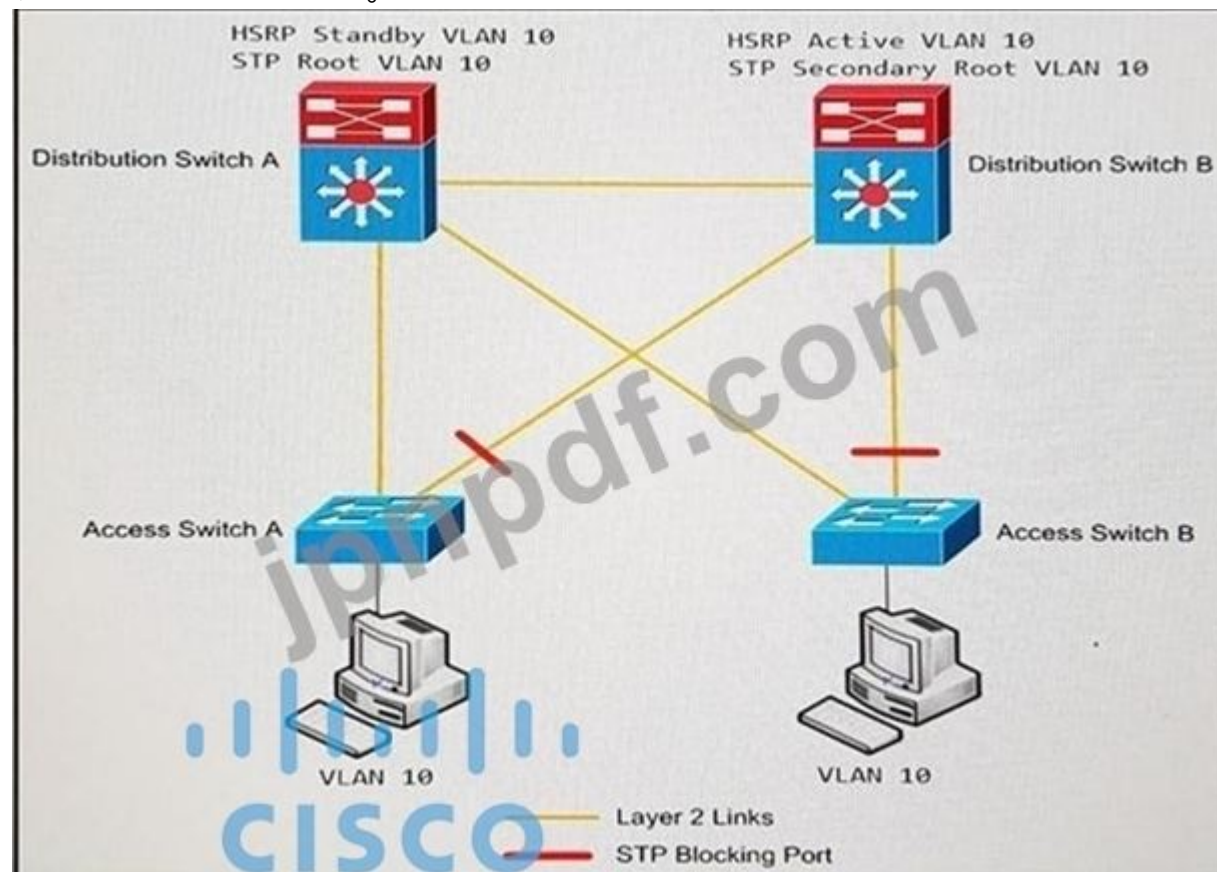 HSRP Standby VLAN 10
STP Root VLAN 10
HSRP Active VLAN 10
STP Secondary Root VLAN 10
Distribution Switch A
Distribution Switch B
jpnpdf.com
Access Switch A
Access Switch B
VLAN 10
VLAN 10
CISCO
Layer 2 Links
STP Blocking Port